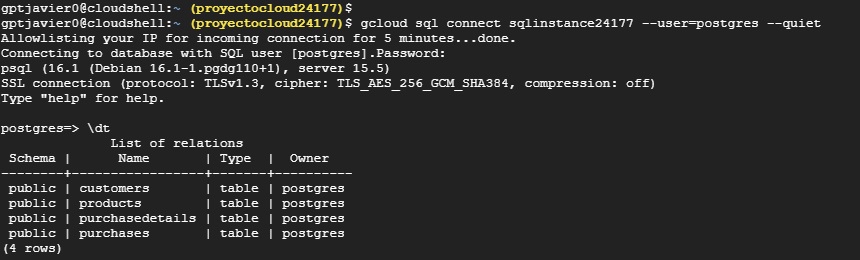 gptjavier0@cloudshell:~ (proyectocloud24177)$
gptjavier0@cloudshell:~ (proyectocloud24177)$ gcloud sql connect sqlinstance24177 --user=postgres --quiet
Allowlisting your IP for incoming connection for 5 minutes...done.
Connecting to database with SQL user [postgres].Password:
psql (16.1 (Debian 16.1-1.pgdg110+1), server 15.5)
SSL connection (protocol: TLSv1.3, cipher: TLS_AES_256_GCM_SHA384, compression: off)
Type "help" for help.

postgres=> \dt
             List of relations
 Schema |      Name       | Type  |  Owner
--------+-----------------+-------+----------
 public | customers       | table | postgres
 public | products        | table | postgres
 public | purchasedetails | table | postgres
 public | purchases       | table | postgres
(4 rows)